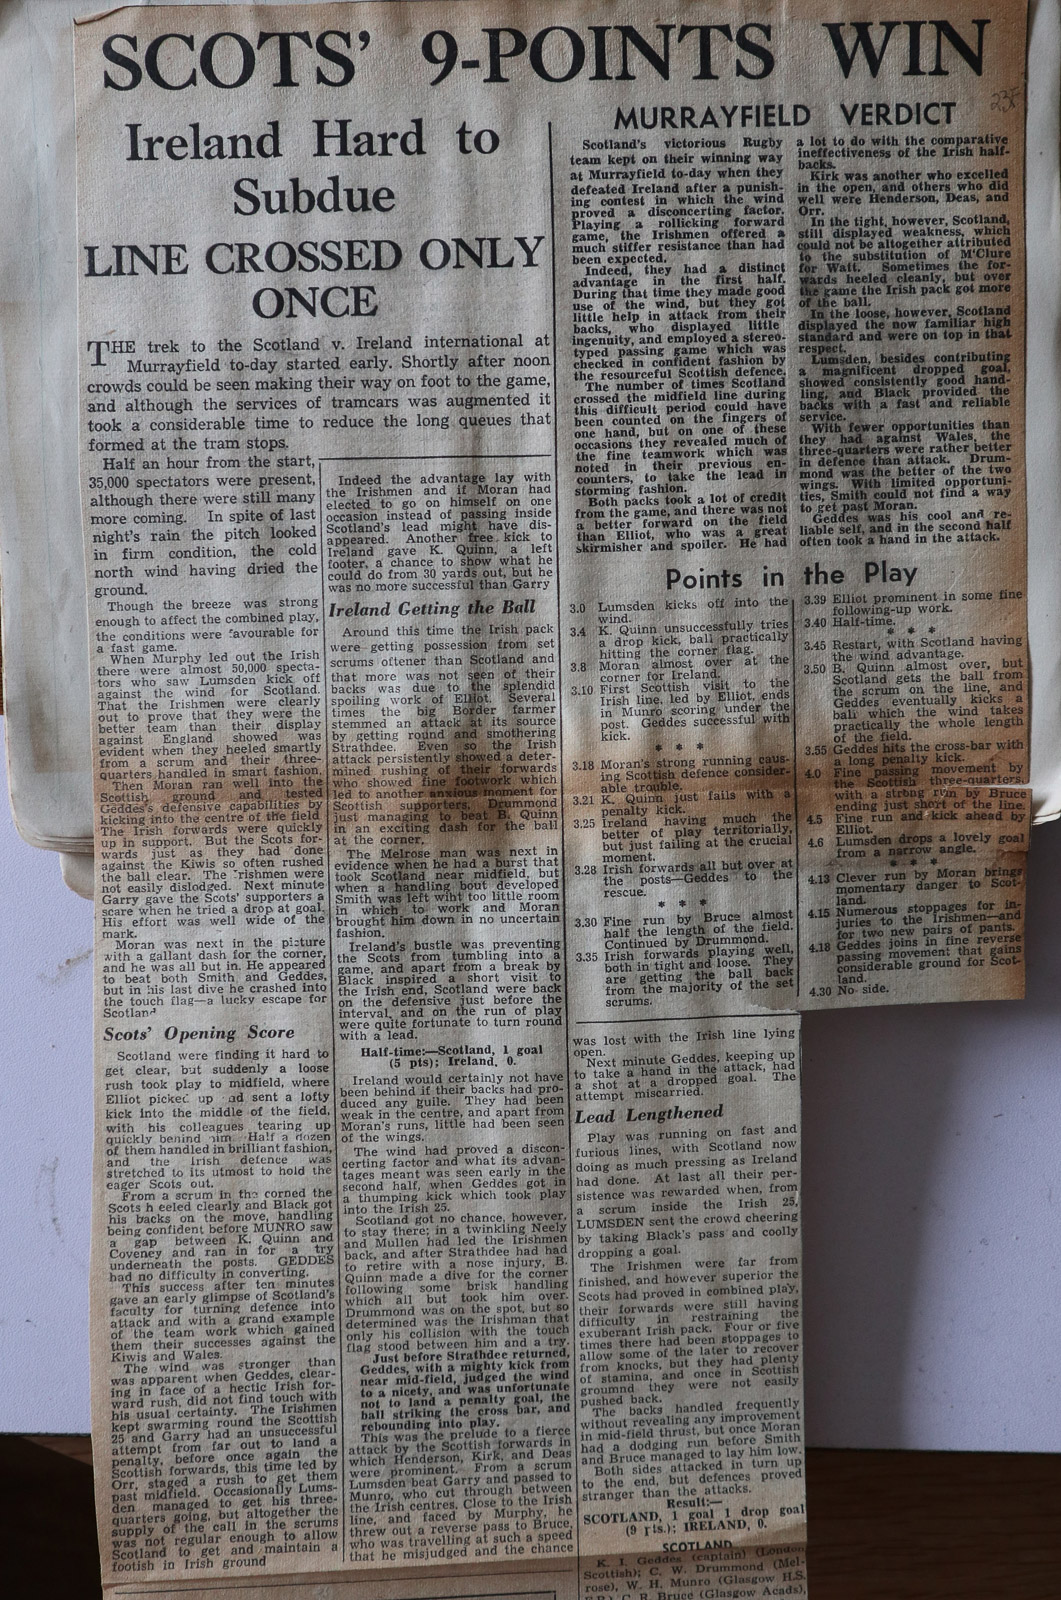 SCOTS' 9-POINTS WIN
Ireland Hard to
Subdue
LINE CROSSED ONLY
ONCE
THE trek to the Scotland v. Ireland international at
Murrayfield to-day started early. Shortly after noon
crowds could be seen making their way on foot to the game,
and although the services of tramcars was augmented it
took a considerable time to reduce the long queues that
formed at the tram stops.
Half an hour from the start,
35,000 spectators were present,
although there were still many
more coming. In spite of last
night's rain the pitch looked
in firm condition, the cold
north wind having dried the
ground.
Though the breeze was strong
enough to affect the combined play,
the conditions were favourable for
a fast game.
When Murphy led out the Irish
there were almost 50,000 specta-
tors who saw Lumsden kick off
against the wind for Scotland.
That the Irishmen were clearly
out to prove that they were the
better team than their display
against England showed was
evident when they heeled smartly
from a scrum and their three-
quarters handled in smart fashion.
Then Moran ran well into the
Scottish ground and tested
Geddes's defensive capabilities by
kicking into the centre of the field
The Irish forwards were quickly
up in support. But the Scots for-
wards just as they had done
against the Kiwis so often rushed
the ball clear. The Irishmen were
not easily dislodged. Next minute
Garry gave the Scots' supporters a
scare when he tried a drop at goal.
His effort was well wide of the
mark.
Moran was next in the picture
with a gallant dash for the corner,
and he was all but in. He appeared
to beat both Smith and Geddes,
but in his last dive he crashed into
the touch flag—a lucky escape for
Scotland
Scots' Opening Score
Scotland were finding it hard to
get clear, but suddenly a loose
rush took play to midfield, where
Elliot picked up and sent a lofty
kick into the middle of the field,
with his colleagues tearing up
quickly behind him. Half a dozen
of them handled in brilliant fashion,
and the Irish defence was
stretched to its utmost to hold the
eager Scots out.
From a scrum in the corned the
Scots heeled clearly and Black got
his backs on the move, handling
being confident before MUNRO saw
a gap between K. Quinn and
Coveney and ran in for a try
underneath the posts. GEDDES
had no difficulty in converting.
This success after ten minutes
gave an early glimpse of Scotland's
faculty for turning defence into
attack and with a grand example
of the team work which gained
them their successes against the
Kiwis and Wales.
The wind was stronger than
was apparent when Geddes, clear-
ing in face of a hectic Irish for-
ward rush, did not find touch with
his usual certainty. The Irishmen
kept swarming round the Scottish
25 and Garry had an unsuccessful
attempt from far out to land a
penalty, before once again the
Scottish forwards, this time led by
Orr, staged a rush to get them
past midfield. Occasionally Lums-
den managed to get his three-
quarters going, but altogether the
supply of the call in the scrums
was not regular enough to allow
Scotland to get and maintain a
footish in Irish ground
Indeed the advantage lay with
the Irishmen and if Moran had
elected to go on himself on one
occasion instead of passing inside
Scotland's lead might have dis-
appeared. Another free kick to
Ireland gave K. Quinn, a left
footer, a chance to show what he
could do from 30 yards out, but he
was no more successful than Garry
Ireland Getting the Ball
Around this time the Irish pack
were getting possession from set
scrums oftener than Scotland and
that more was not seen of their
backs was due to the splendid
spoiling work of Elliot. Several
times the big Border farmer
stemmed an attack at its source
by getting round and smothering
Strathdee. Even so the Irish
attack persistently showed a deter-
mined rushing of their forwards
who showed fine footwork which
led to another anxious moment for
Scottish supporters, Drummond
just managing to beat B. Quinn
in an exciting dash for the ball
at the corner.
The Melrose man was next in
evidence when he had a burst that
took Scotland near midfield, but
when a handling bout developed
Smith was left wiht too little room
in which to work and Moran
brought him down in no uncertain
fashion.
Ireland's bustle was preventing
the Scots from tumbling into a
game, and apart from a break by
Black inspired a short visit to
the Irish end, Scotland were back
on the defensive just before the
interval, and on the run of play
were quite fortunate to turn round
with a lead.
Half-time:—Scotland, 1 goal
(5 pts); Ireland, 0.
Ireland would certainly not have
been behind if their backs had pro-
duced any guile. They had been
weak in the centre, and apart from
Moran's runs, little had been seen
of the wings.
The wind had proved a discon-
certing factor and what its advan-
tages meant was seen early in the
second half, when Geddes got in
a thumping kick which took play
into the Irish 25.
Scotland got no chance, however,
to stay there; in a twinkling Neely
and Mullen had led the Irishmen
back, and after Strathdee had had
to retire with a nose injury, B.
Quinn made a dive for the corner
following some brisk handling
which all but took him over.
Drummond was on the spot, but so
determined was the Irishman that
only his collision with the touch
flag stood between him and a try.
Just before Strathdee returned,
Geddes, with a mighty kick from
near mid-field, judged the wind
to a nicety, and was unfortunate
not to land a penalty goal, the
ball striking the cross bar, and
rebounding into play.
This was the prelude to a fierce
attack by the Scottish forwards in
which Henderson, Kirk, and Deas
were prominent. From a scrum
Lumsden beat Garry and passed to
Munro, who cut through between
the Irish centres. Close to the Irish
line, and faced by Murphy, he
threw out a reverse pass to Bruce,
who was travelling at such a speed
that he misjudged and the chance
was lost with the Irish line lying
open.
Next minute Geddes, keeping up
to take a hand in the attack, had
a shot at a dropped goal. The
attempt miscarried.
Lead Lengthened
Play was running on fast and
furious lines, with Scotland now
doing as much pressing as Ireland
had done. At last all their per-
sistence was rewarded when, from
a scrum inside the Irish 25,
LUMSDEN sent the crowd cheering
by taking Black's pass and coolly
dropping a goal.
The Irishmen were far from
finished, and however superior the
Scots had proved in combined play,
their forwards were still having
difficulty in restraining the
exuberant Irish pack. Four or five
times there had been stoppages to
allow some of the later to recover
from knocks, but they had plenty
of stamina, and once in Scottish
groumnd they were not easily
pushed back.
The backs handled frequently
without revealing any improvement
in mid-field thrust, but once Moran
had a dodging run before Smith
and Bruce managed to lay him low.
Both sides attacked in turn up
to the end, but defences proved
stronger than the attacks.
Result:—
SCOTLAND, 1 goal 1 drop goal
(9 pts.); IRELAND, 0.
SCOTLAND
K. I. Geddes (captain) (London
Scottish); C. W. Drummond (Mel-
rose), W. H. Munro (Glasgow H.S.
F.P.) C. R. Bruce (Glasgow Acads),
MURRAYFIELD VERDICT
Scotland's victorious Rugby
team kept on their winning way
at Murrayfield to-day when they
defeated Ireland after a punish-
ing contest in which the wind
proved a disconcerting factor.
Playing a rollicking forward
game, the Irishmen offered a
much stiffer resistance than had
been expected.
Indeed, they had a distinct
advantage in the first half.
During that time they made good
use of the wind, but they got
little help in attack from their
backs, who displayed little
ingenuity, and employed a stereo-
typed passing game which was
checked in confident fashion by
the resourceful Scottish defence.
The number of times Scotland
crossed the midfield line during
this difficult period could have
been counted on the fingers of
one hand, but on one of these
occasions they revealed much of
the fine teamwork which was
noted in their previous en-
counters, to take the lead in
storming fashion.
Both packs took a lot of credit
from the game, and there was not
a better forward on the field
than Elliot, who was a great
skirmisher and spoiler. He had
a lot to do with the comparative
ineffectiveness of the Irish half-
backs.
Kirk was another who excelled
in the open, and others who did
well were Henderson, Deas, and
Orr.
In the tight, however, Scotland,
still displayed weakness, which
could not be altogether attributed
to the substitution of M'Clure
for Watt. Sometimes the for-
wards heeled cleanly, but over
the game the Irish pack got more
of the ball.
In the loose, however, Scotland
displayed the now familiar high
standard and were on top in that
respect.
Lumsden, besides contributing
a magnificent dropped goal,
showed consistently good hand-
ling, and Black provided the
backs with a fast and reliable
service.
With fewer opportunities than
they had against Wales, the
three-quarters were rather better
in defence than attack. Drum-
mond was the better of the two
wings. With limited opportuni-
ties, Smith could not find a way
to get past Moran.
Geddes was his cool and re-
liable self, and in the second half
often took a hand in the attack.
Points in the Play
3.0 Lumsden kicks off into the
wind.
3.4 K. Quinn unsuccessfully tries
a drop kick, ball practically
hitting the corner flag.
3.8 Moran almost over at the
corner for Ireland.
3.10 First Scottish visit to the
Irish line, led by Elliot, ends
in Munro scoring under the
post. Geddes successful with
kick.
* * *
3.18 Moran's strong running caus-
ing Scottish defence consider-
able trouble.
3.21 K. Quinn just fails with a
penalty kick.
3.25 Ireland having much the
better of play territorially,
but just failing at the crucial
moment.
3.28 Irish forwards all but over at
the posts—Geddes to the
rescue.
* * *
3.30 Fine run by Bruce almost
half the length of the field.
Continued by Drummond.
3.35 Irish forwards playing well,
both in tight and loose. They
are getting the ball back
from the majority of the set
scrums.
3.39 Elliot prominent in some fine
following-up work.
3.40 Half-time.
* * *
3.45 Restart, with Scotland having
the wind advantage.
3.50 B. Quinn almost over, but
Scotland gets the ball from
the scrum on the line, and
Geddes eventually kicks a
ball which the wind takes
practically the whole length
of the field.
3.55 Geddes hits the cross-bar with
a long penalty kick.
4.0 Fine passing movement by
the Scottish three-quarters,
with a strong run by Bruce
ending just short of the line.
4.5 Fine run and kick ahead by
Elliot.
4.6 Lumsden drops a lovely goal
from a narrow angle.
* * *
4.13 Clever run by Moran brings
momentary danger to Scot-
land.
4.15 Numerous stoppages for in-
juries to the Irishmen—and
for two new pairs of pants.
4.18 Geddes joins in fine reverse
passing movement that gains
considerable ground for Scot-
land.
4.30 No side.